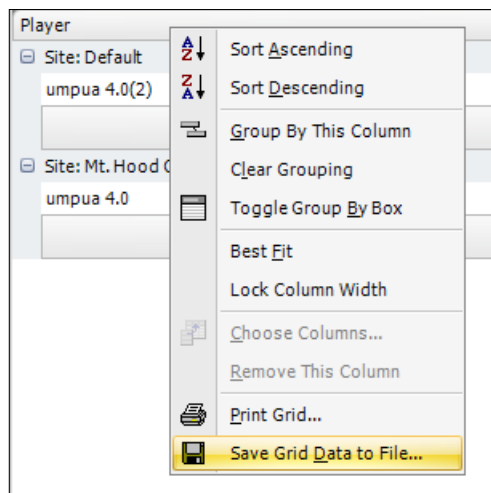 Player
Site: Default
umpua 4.0(2)
Site: Mt. Hood
umpua 4.0
Sort Ascending
Sort Descending
Group By This Column
Clear Grouping
Toggle Group By Box
Best Fit
Lock Column Width
Choose Columns...
Remove This Column
Print Grid...
Save Grid Data to File...